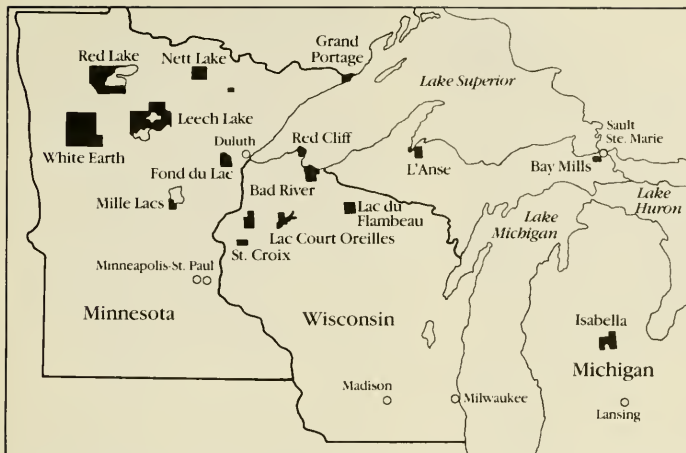 Red Lake
Nett Lake
Grand
Portage
Lake Superior
Leech Lake
Duluth
Red Cliff
Sault
Ste. Marie
White Earth
Fond du Lac
L'Anse
Bay Mills
Bad River
Mille Lacs
Lac du
Flambeau
Lake
Huron
Lake
Michigan
Lac Court Oreilles
St. Croix
Minneapolis-St. Paul
Minnesota
Wisconsin
Isabella
Michigan
Madison
Milwaukee
Lansing